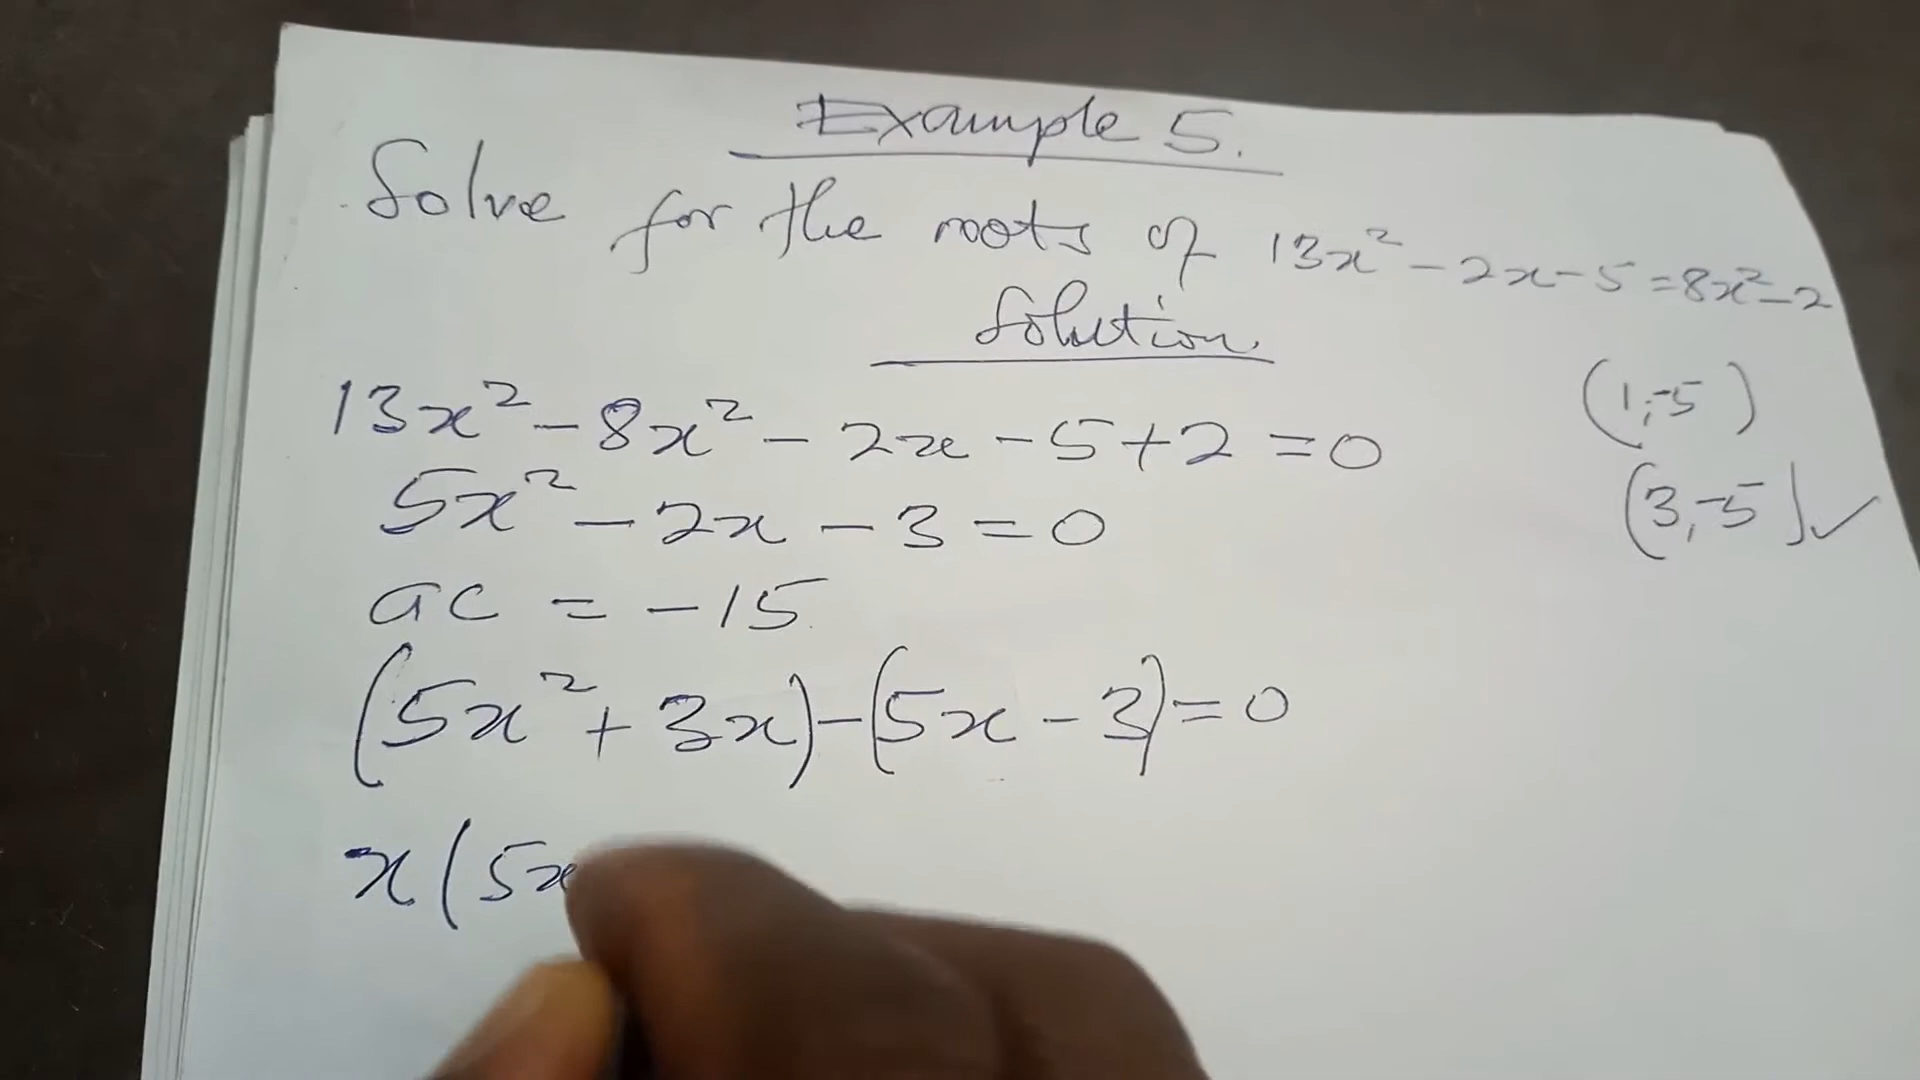 Example 5.
Solve for the roots of 13x² - 2x - 5 = 8x² - 2
Solution
13x² - 8x² - 2x - 5 + 2 = 0
(1, -5)
5x² - 2x - 3 = 0
(3, -5) ✓
ac = -15
(5x² + 3x) - (5x - 3) = 0
x(5x